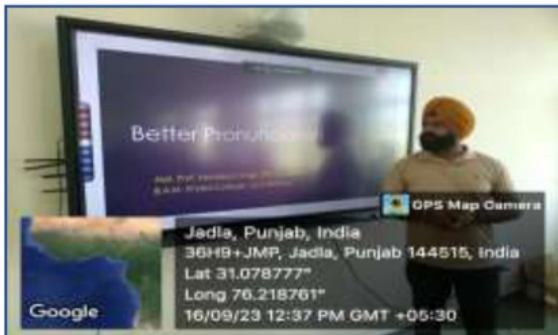 Better Pronunc
GPS Map Camera
Jadla, Punjab, India
36H9+JMP, Jadla, Punjab 144515, India
Lat 31.078777°
Long 76.218761°
16/09/23 12:37 PM GMT +05:30
Google